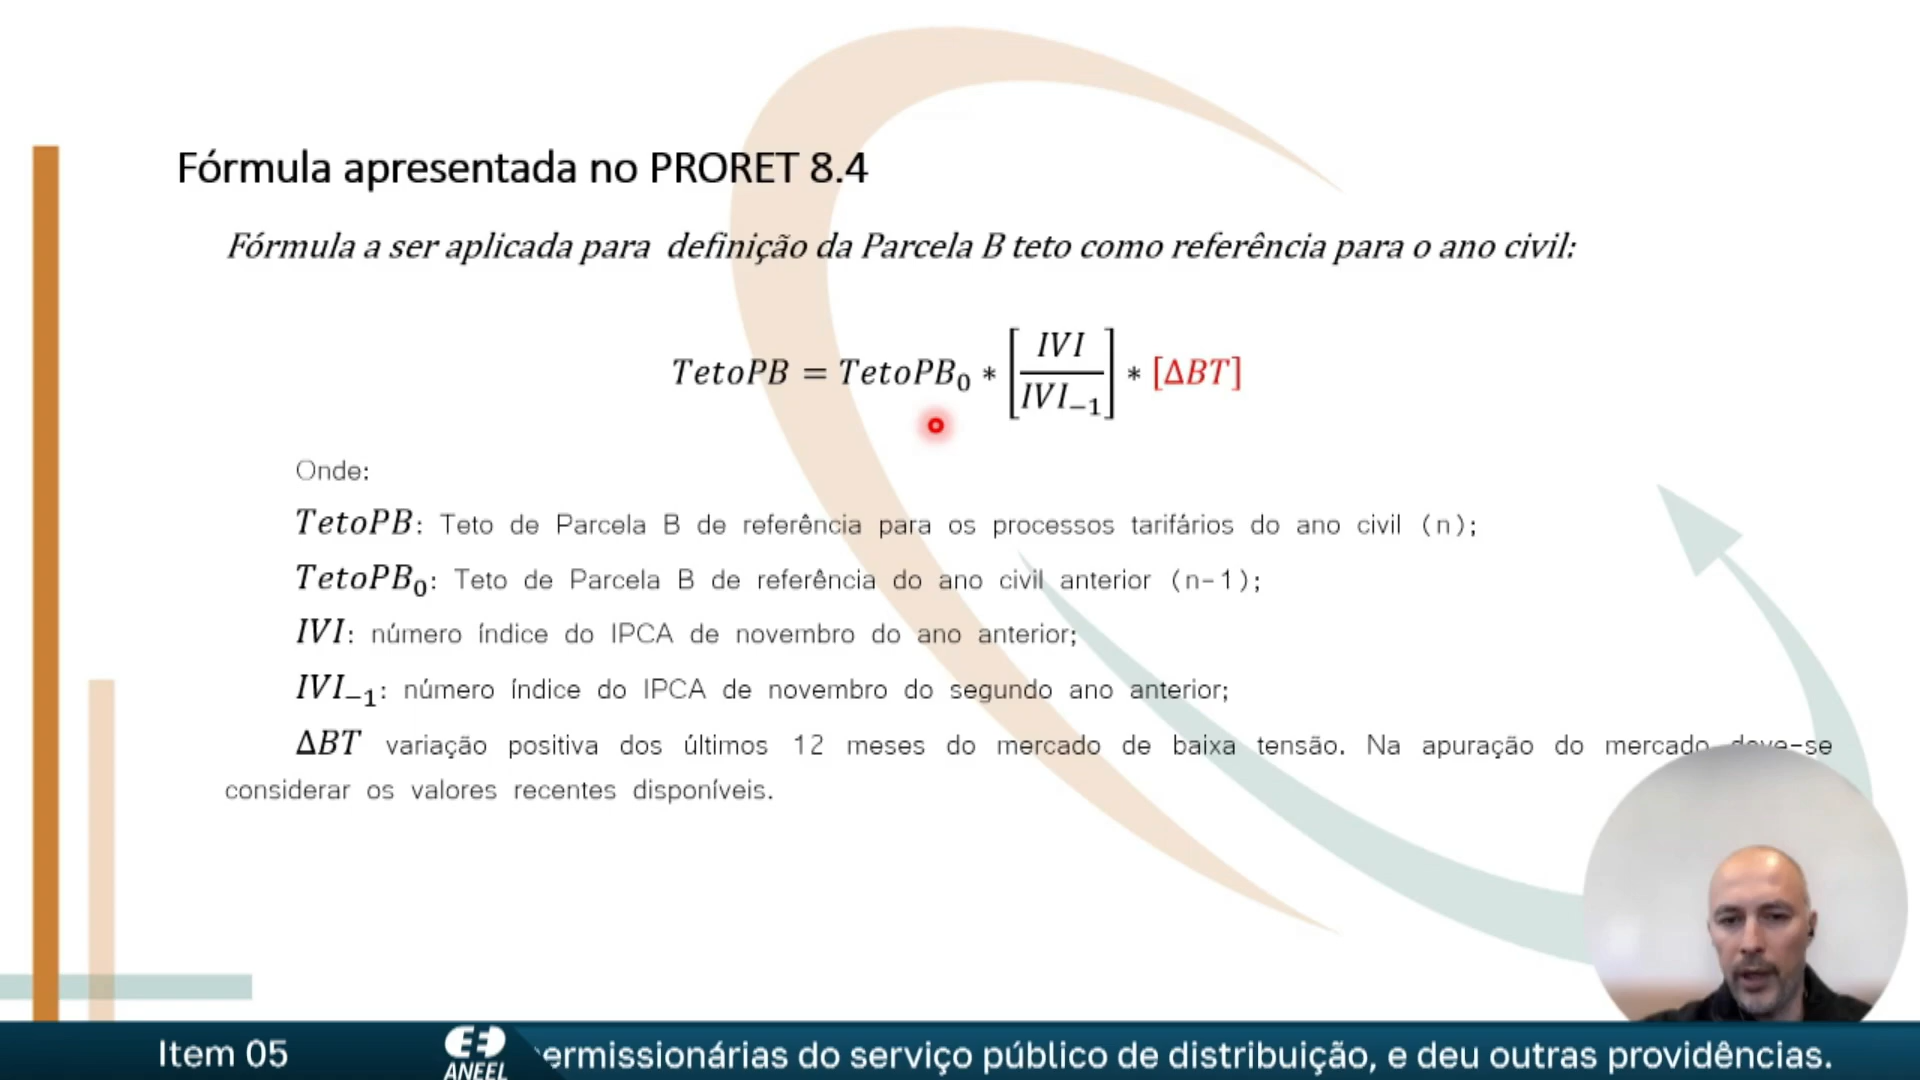 Fórmula apresentada no PRORET 8.4
Fórmula a ser aplicada para definição da Parcela B teto como referência para o ano civil:
TetoPB = TetoPB₀ * [IVI / IVI₋₁] * [ΔBT]
Onde:
TetoPB: Teto de Parcela B de referência para os processos tarifários do ano civil (n);
TetoPB₀: Teto de Parcela B de referência do ano civil anterior (n-1);
IVI: número índice do IPCA de novembro do ano anterior;
IVI₋₁: número índice do IPCA de novembro do segundo ano anterior;
ΔBT variação positiva dos últimos 12 meses do mercado de baixa tensão. Na apuração do mercado deve-se
considerar os valores recentes disponíveis.
Item 05
ANEEL
ermissionárias do serviço público de distribuição, e deu outras providências.